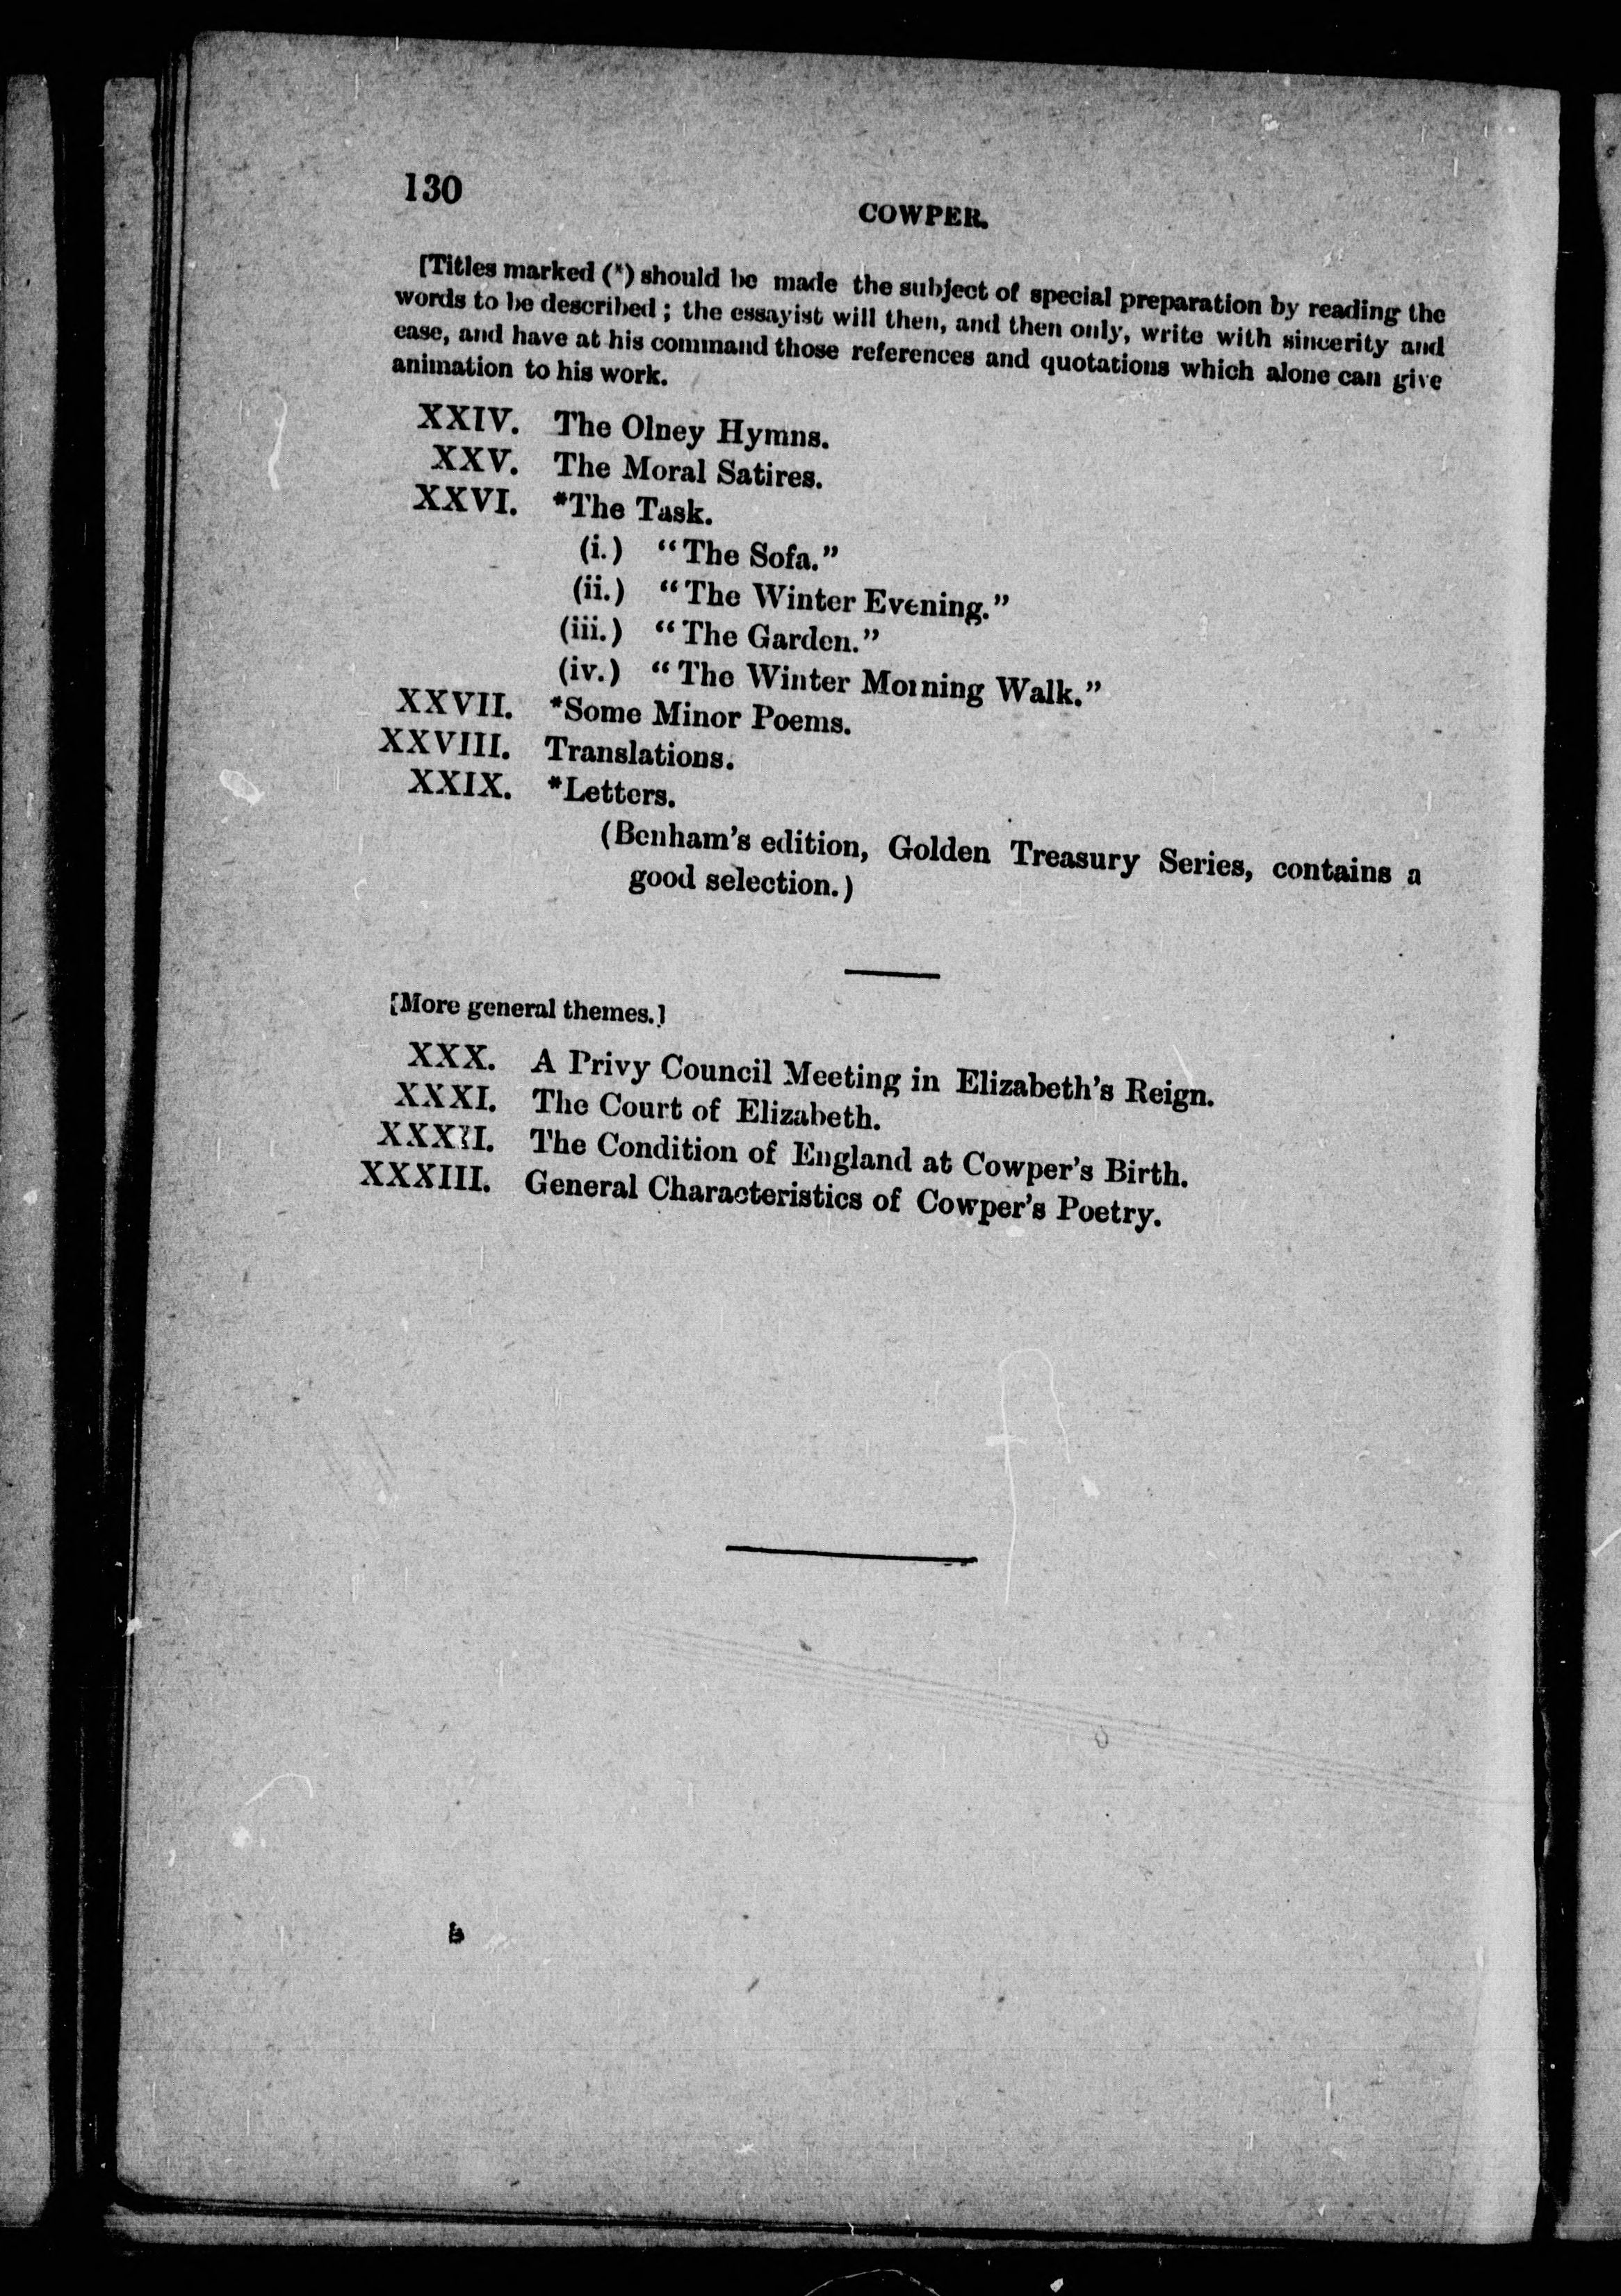 130
COWPER.
[Titles marked (*) should be made the subject of special preparation by reading the
words to be described; the essayist will then, and then only, write with sincerity and
ease, and have at his command those references and quotations which alone can give
animation to his work.
XXIV. The Olney Hymns.
XXV. The Moral Satires.
XXVI. *The Task.
(i.) "The Sofa."
(ii.) "The Winter Evening."
(iii.) "The Garden."
(iv.) "The Winter Morning Walk."
XXVII. *Some Minor Poems.
XXVIII. Translations.
XXIX. *Letters.
(Benham's edition, Golden Treasury Series, contains a
good selection.)
[More general themes.]
XXX. A Privy Council Meeting in Elizabeth's Reign.
XXXI. The Court of Elizabeth.
XXXII. The Condition of England at Cowper's Birth.
XXXIII. General Characteristics of Cowper's Poetry.